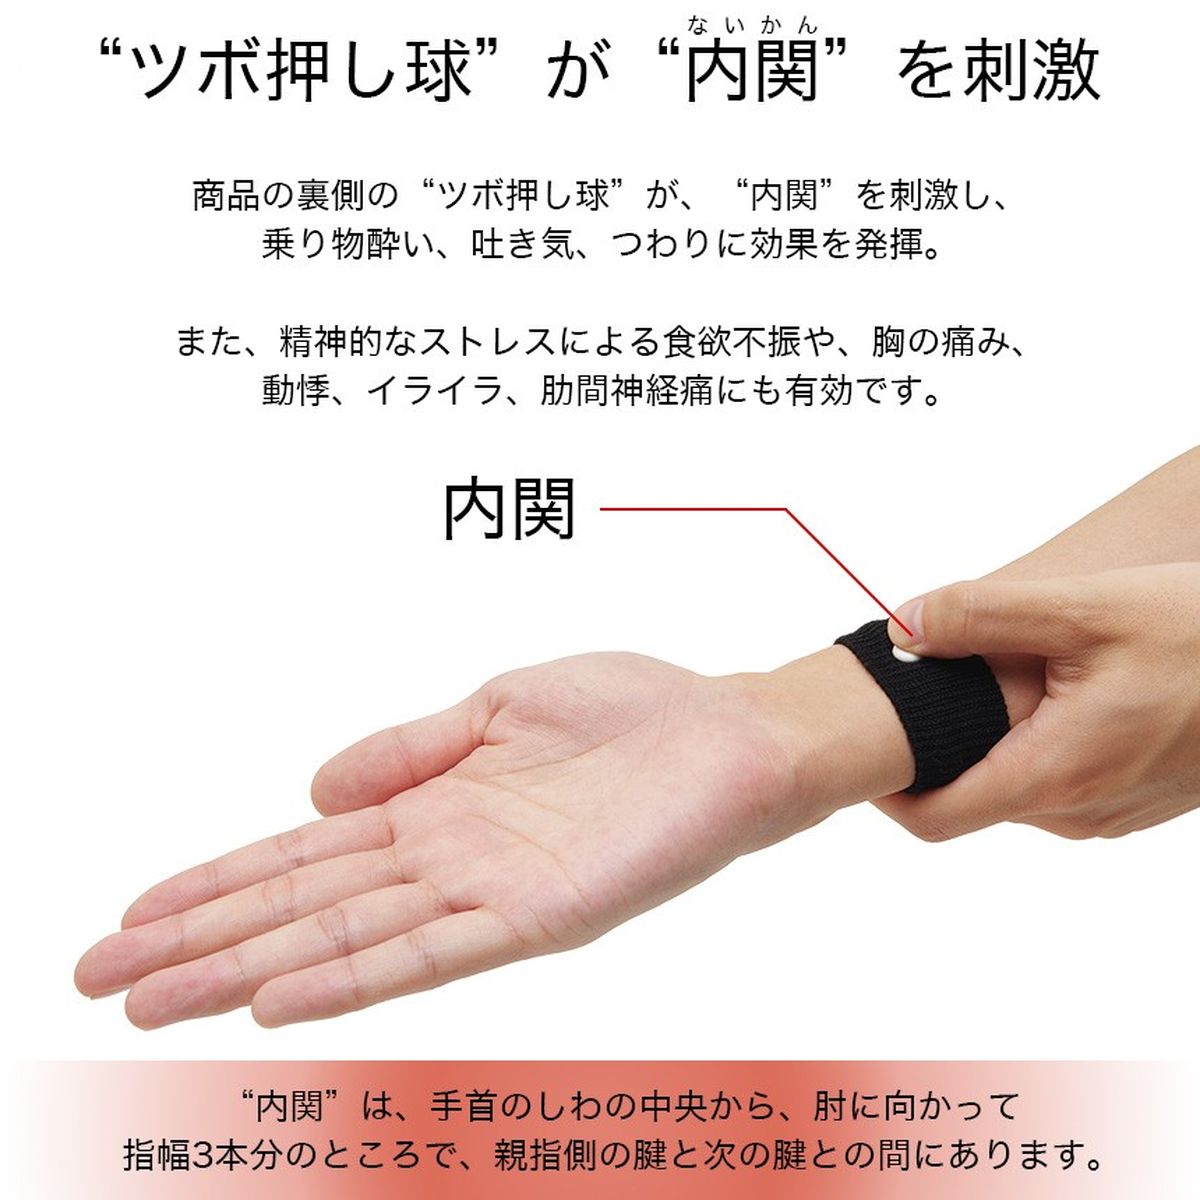 ないかん
“ツボ押し球”が“内関”を刺激
商品の裏側の“ツボ押し球”が、“内関”を刺激し、
乗り物酔い、吐き気、つわりに効果を発揮。
また、精神的なストレスによる食欲不振や、胸の痛み、
動悸、イライラ、肋間神経痛にも有効です。
内関
“内関”は、手首のしわの中央から、肘に向かって
指幅3本分のところで、親指側の腱と次の腱との間にあります。